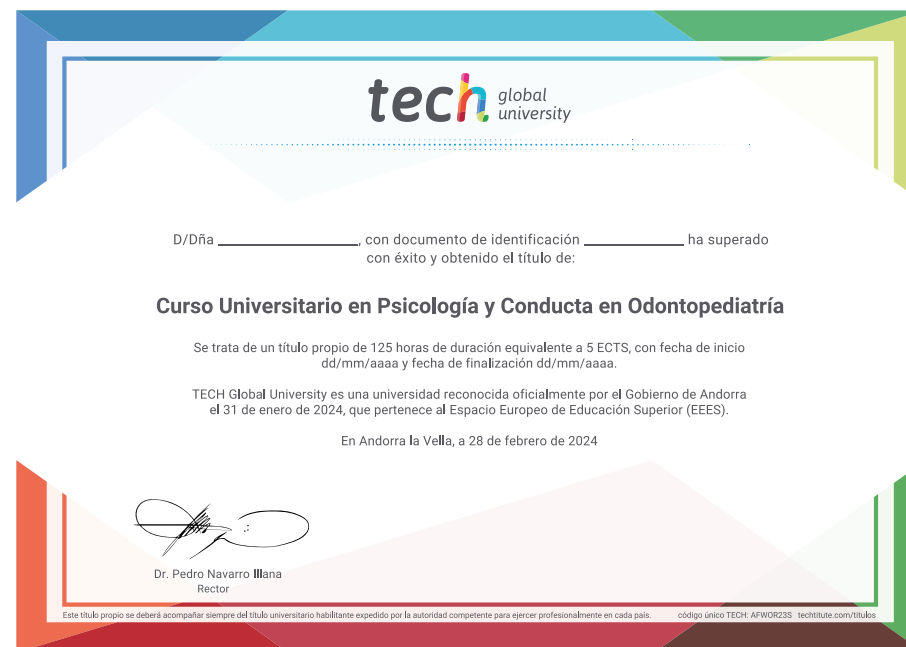 tech global university
D/Dña ____________________, con documento de identificación ______________ ha superado
con éxito y obtenido el título de:
Curso Universitario en Psicología y Conducta en Odontopediatría
Se trata de un título propio de 125 horas de duración equivalente a 5 ECTS, con fecha de inicio
dd/mm/aaaa y fecha de finalización dd/mm/aaaa.
TECH Global University es una universidad reconocida oficialmente por el Gobierno de Andorra
el 31 de enero de 2024, que pertenece al Espacio Europeo de Educación Superior (EEES).
En Andorra la Vella, a 28 de febrero de 2024
Dr. Pedro Navarro Illana
Rector
Este título propio se deberá acompañar siempre del título universitario habilitante expedido por la autoridad competente para ejercer profesionalmente en cada país. código único TECH: AFWOR23S techtitute.com/titulos